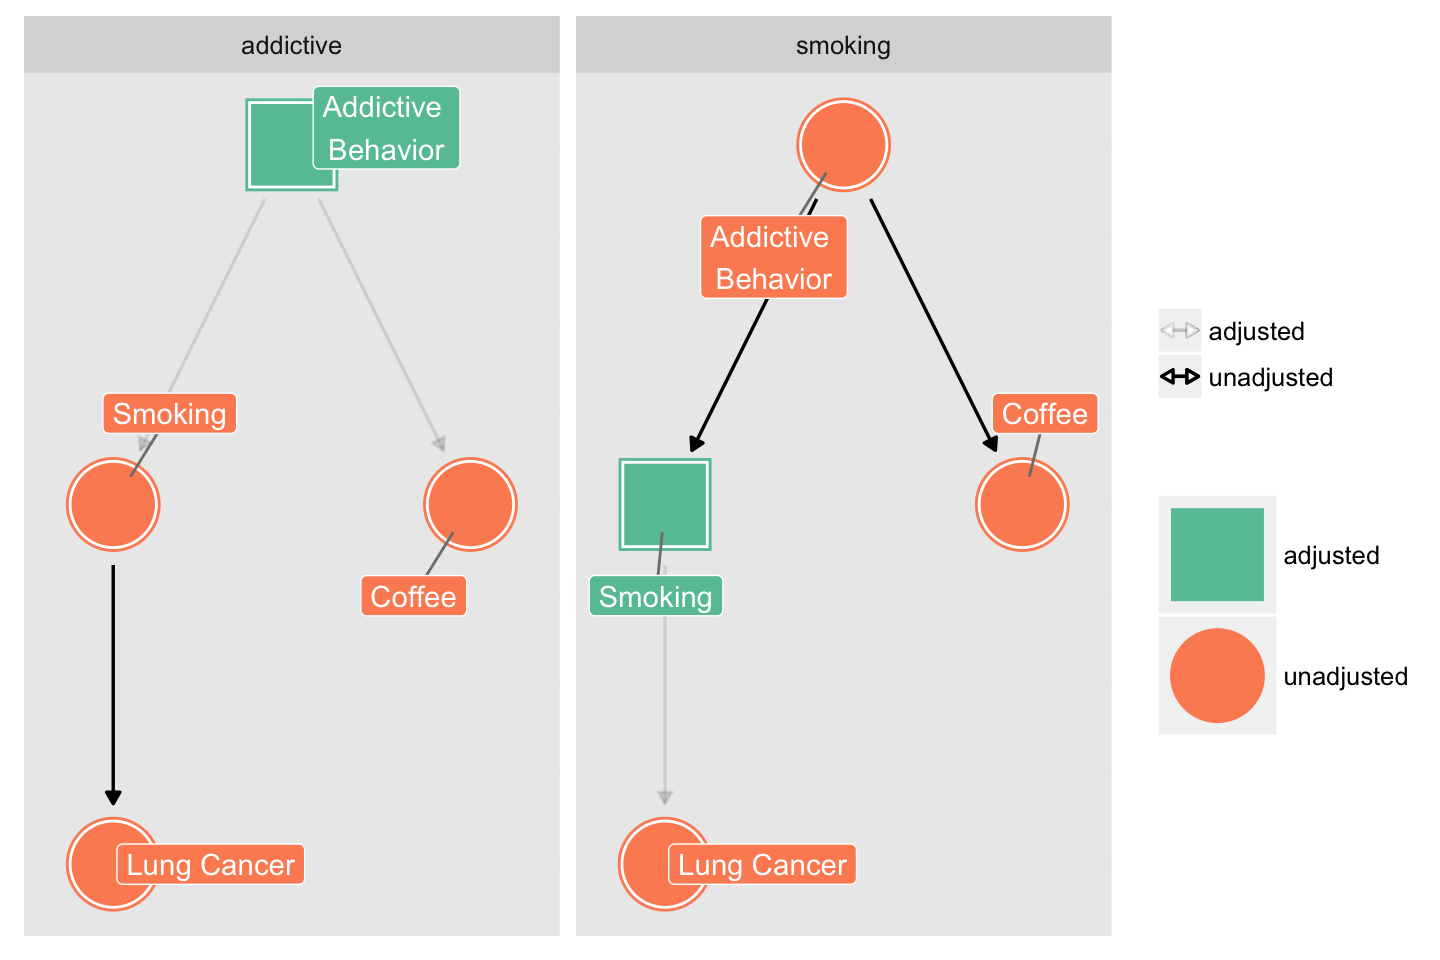 addictive
Addictive
Behavior
Smoking
Coffee
Lung Cancer
smoking
Addictive
Behavior
Coffee
Smoking
Lung Cancer
adjusted
unadjusted
adjusted
unadjusted